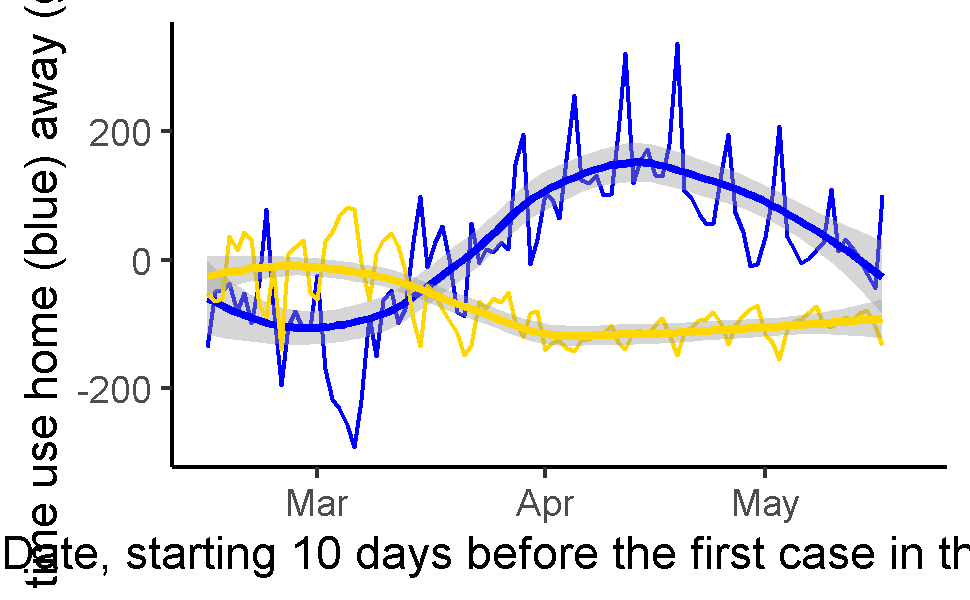 time use home (blue) away (
200
0
-200
Mar Apr May
Date, starting 10 days before the first case in th